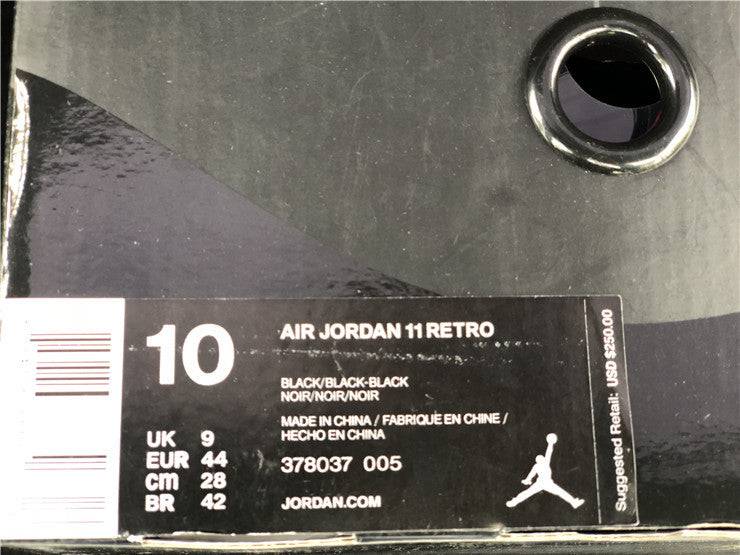 10
AIR JORDAN 11 RETRO
BLACK/BLACK-BLACK
NOIR/NOIR/NOIR
MADE IN CHINA / FABRIQUE EN CHINE /
HECHO EN CHINA
UK 9
EUR 44
cm 28
BR 42
378037 005
JORDAN.COM
Suggested Retail: USD $250.00